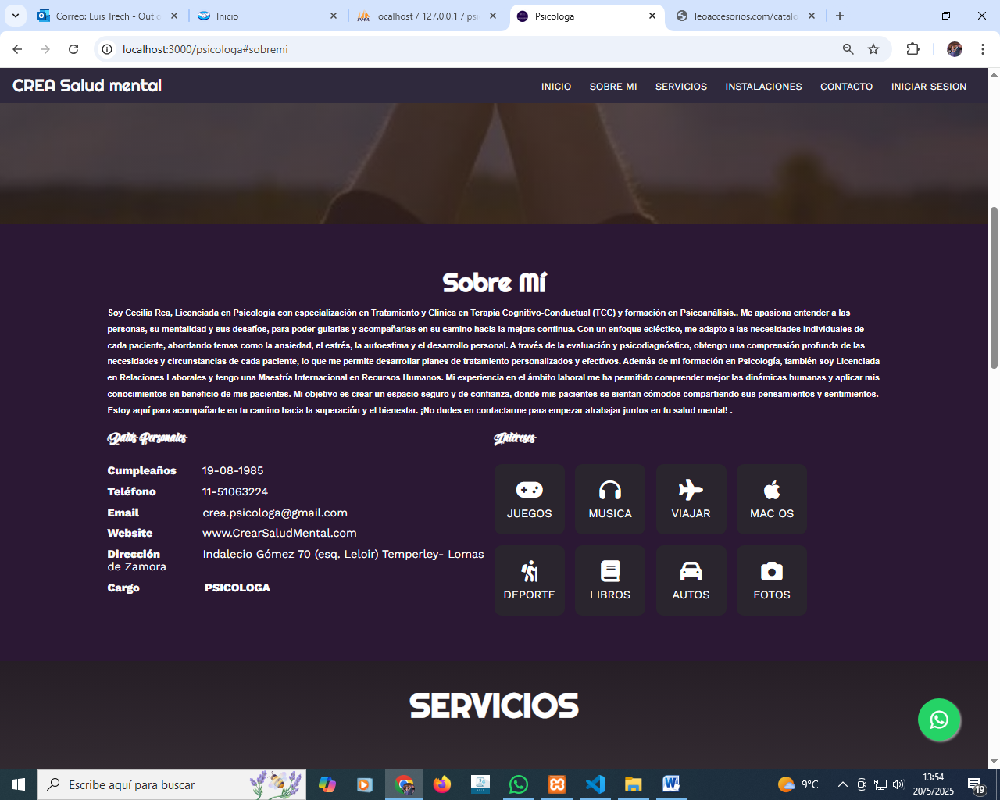 Correo: Luis Trech - Outlo
Inicio
localhost / 127.0.0.1 / psi
Psicologa
leoaccesorios.com/catalo
localhost:3000/psicologa#sobremi
CREA Salud mental
INICIO
SOBRE MI
SERVICIOS
INSTALACIONES
CONTACTO
INICIAR SESION
Sobre Mí
Soy Cecilia Rea, Licenciada en Psicología con especialización en Tratamiento y Clínica en Terapia Cognitivo-Conductual (TCC) y formación en Psicoanálisis.. Me apasiona entender a las
personas, su mentalidad y sus desafíos, para poder guiarlas y acompañarlas en su camino hacia la mejora continua. Con un enfoque ecléctico, me adapto a las necesidades individuales de
cada paciente, abordando temas como la ansiedad, el estrés, la autoestima y el desarrollo personal. A través de la evaluación y psicodiagnóstico, obtengo una comprensión profunda de las
necesidades y circunstancias de cada paciente, lo que me permite desarrollar planes de tratamiento personalizados y efectivos. Además de mi formación en Psicología, también soy Licenciada
en Relaciones Laborales y tengo una Maestría Internacional en Recursos Humanos. Mi experiencia en el ámbito laboral me ha permitido comprender mejor las dinámicas humanas y aplicar mis
conocimientos en beneficio de mis pacientes. Mi objetivo es crear un espacio seguro y de confianza, donde mis pacientes se sientan cómodos compartiendo sus pensamientos y sentimientos.
Estoy aquí para acompañarte en tu camino hacia la superación y el bienestar. ¡No dudes en contactarme para empezar atrabajar juntos en tu salud mental! .
Datos Personales
Cumpleaños 19-08-1985
Teléfono 11-51063224
Email crea.psicologa@gmail.com
Website www.CrearSaludMental.com
Dirección Indalecio Gómez 70 (esq. Leloir) Temperley- Lomas
de Zamora
Cargo PSICOLOGA
Intereses
JUEGOS
MUSICA
VIAJAR
MAC OS
DEPORTE
LIBROS
AUTOS
FOTOS
SERVICIOS
Escribe aquí para buscar
9°C
13:54
20/5/2025
19